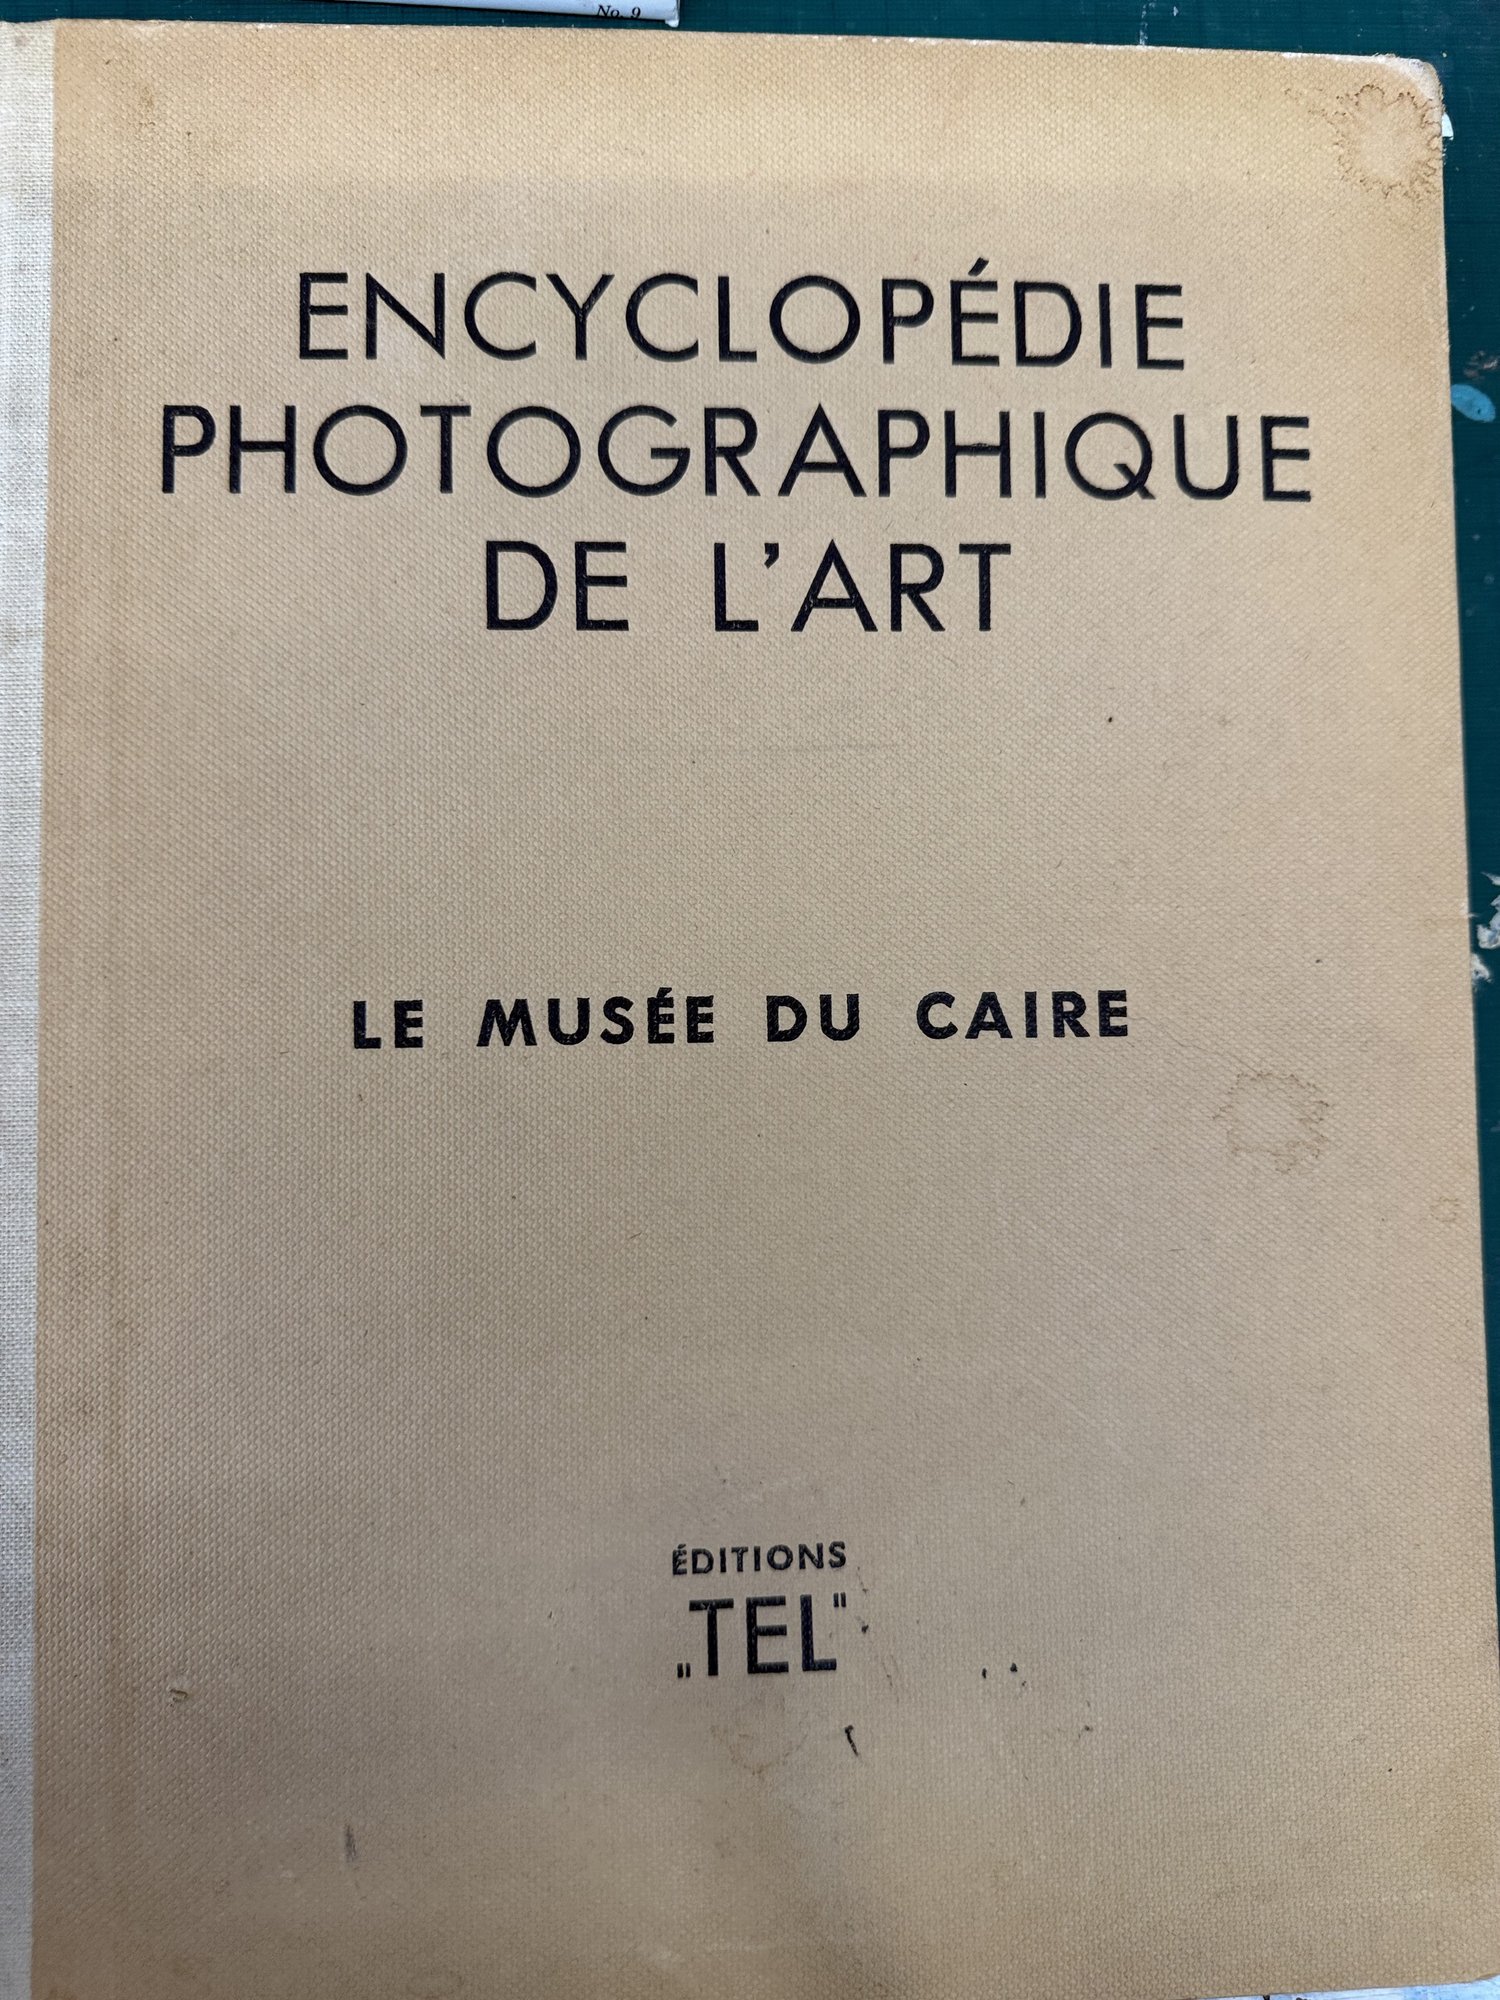 No. 9
ENCYCLOPÉDIE
PHOTOGRAPHIQUE
DE L'ART
LE MUSÉE DU CAIRE
ÉDITIONS
„TEL"